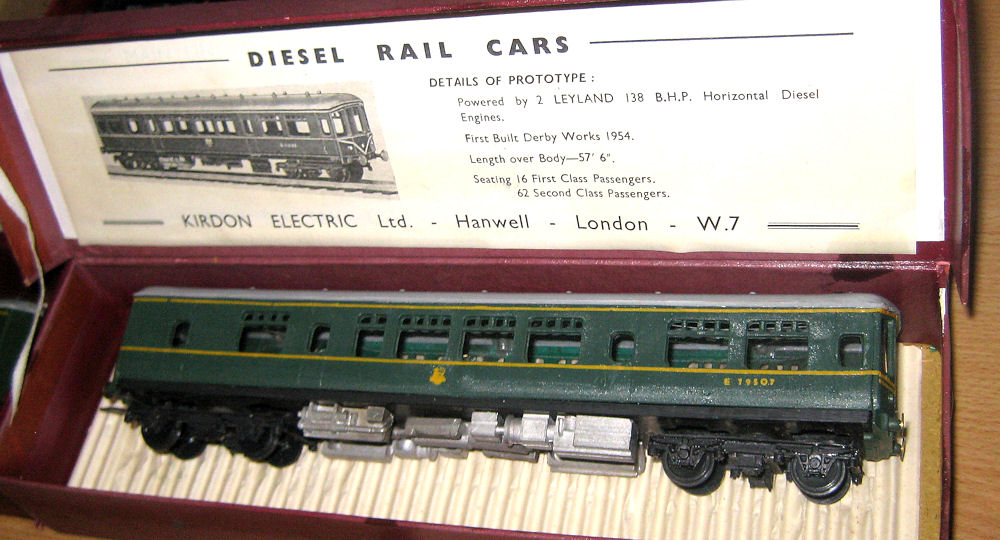 DIESEL RAIL CARS
DETAILS OF PROTOTYPE :
Powered by 2 LEYLAND 138 B.H.P. Horizontal Diesel
Engines.
First Built Derby Works 1954.
Length over Body—57' 6".
Seating 16 First Class Passengers.
62 Second Class Passengers.
KIRDON ELECTRIC Ltd. - Hanwell - London - W.7
E 79507